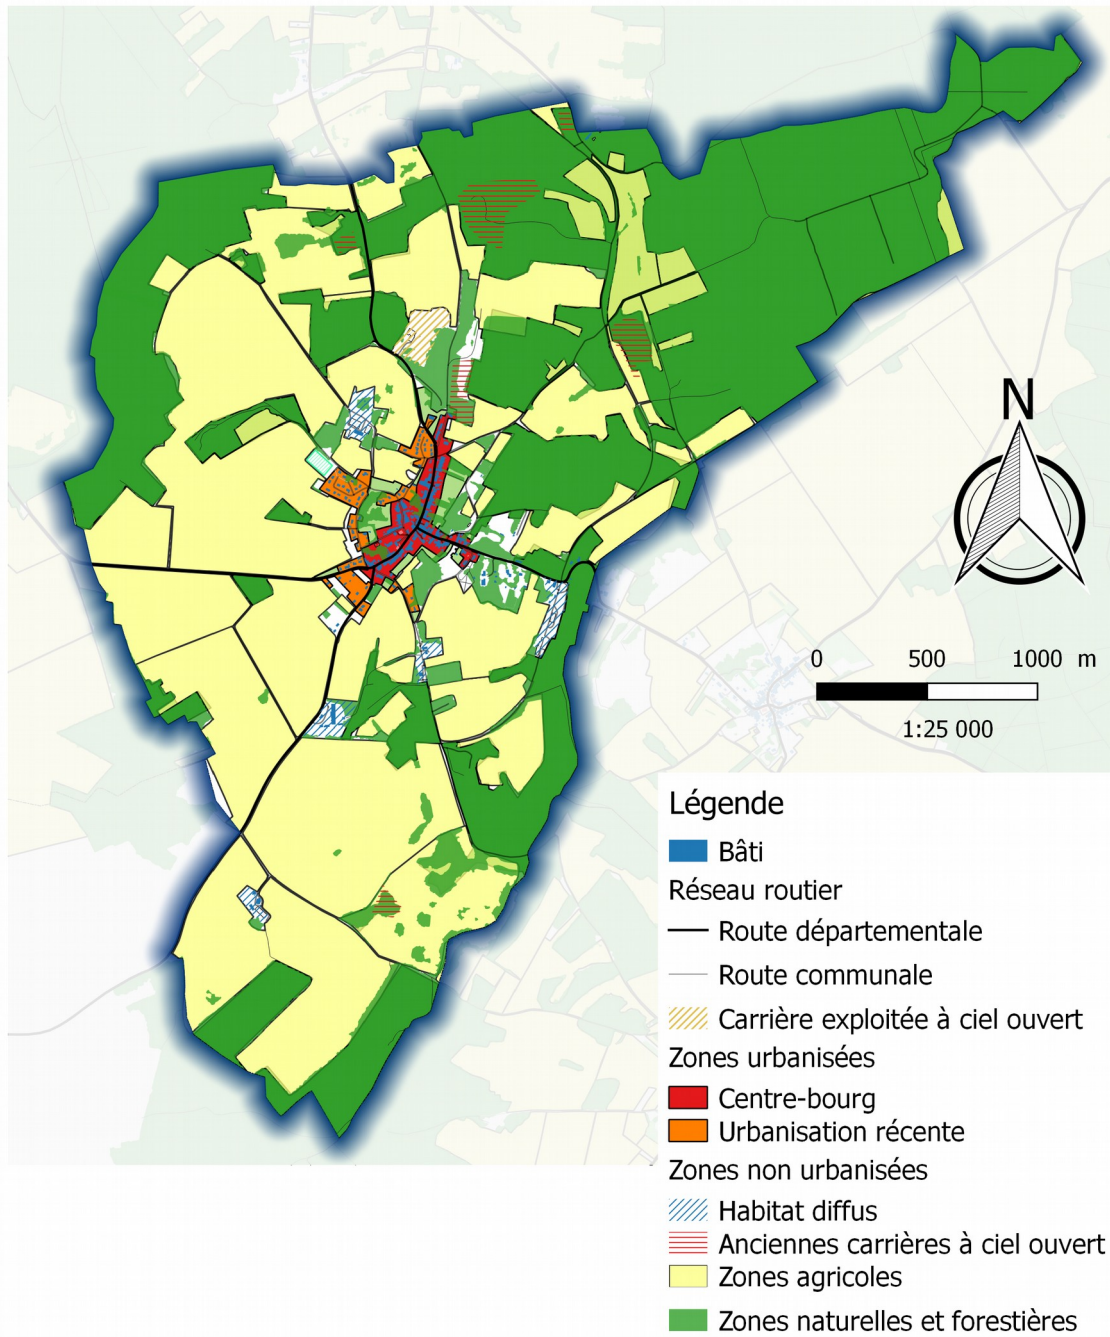 N
0 500 1000 m
1:25 000
Légende
Bâti
Réseau routier
Route départementale
Route communale
Carrière exploitée à ciel ouvert
Zones urbanisées
Centre-bourg
Urbanisation récente
Zones non urbanisées
Habitat diffus
Anciennes carrières à ciel ouvert
Zones agricoles
Zones naturelles et forestières